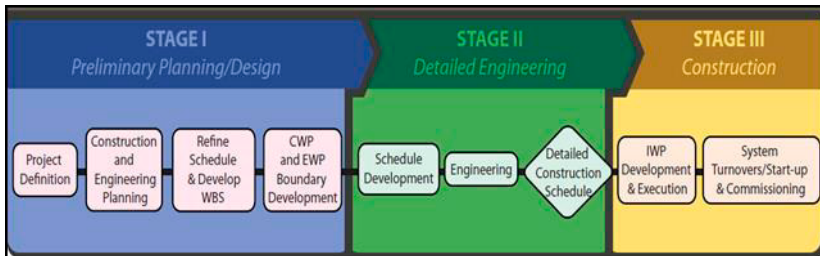 STAGE I
Preliminary Planning/Design
STAGE II
Detailed Engineering
STAGE III
Construction
Project
Definition
Construction
and
Engineering
Planning
Refine
Schedule
& Develop
WBS
CWP
and EWP
Boundary
Development
Schedule
Development
Engineering
Detailed
Construction
Schedule
IWP
Development
& Execution
System
Turnovers/Start-up
& Commissioning